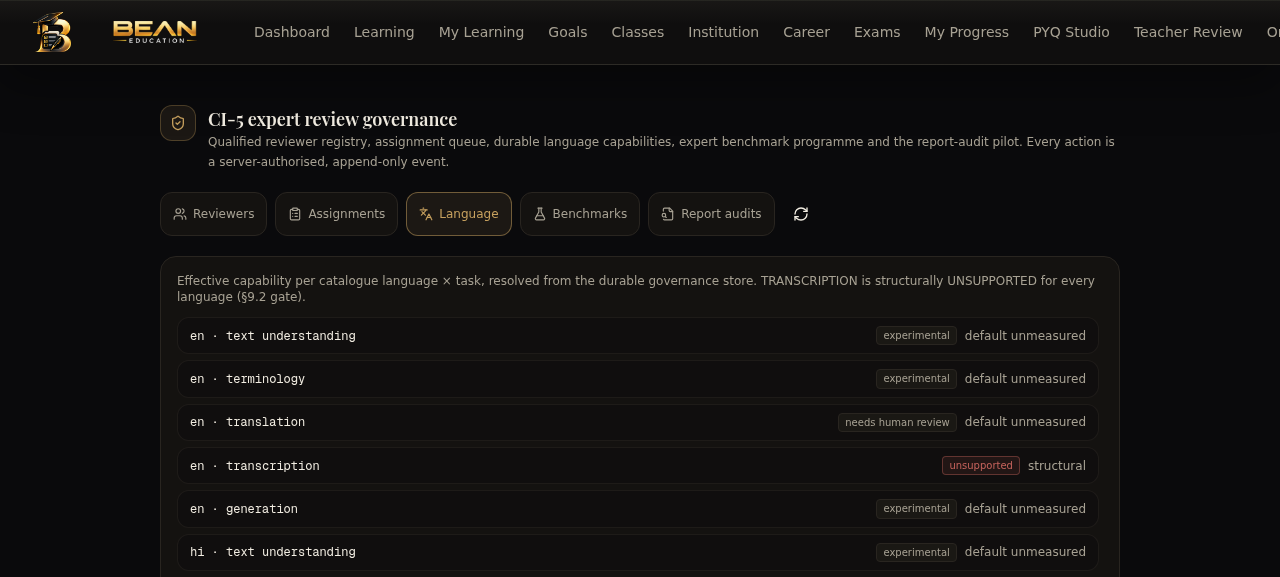 B BEAN EDUCATION Dashboard Learning My Learning Goals Classes Institution Career Exams My Progress PYQ Studio Teacher Review
CI-5 expert review governance
Qualified reviewer registry, assignment queue, durable language capabilities, expert benchmark programme and the report-audit pilot. Every action is
a server-authorised, append-only event.
Reviewers Assignments Language Benchmarks Report audits
Effective capability per catalogue language × task, resolved from the durable governance store. TRANSCRIPTION is structurally UNSUPPORTED for every
language (§9.2 gate).
en · text understanding experimental default unmeasured
en · terminology experimental default unmeasured
en · translation needs human review default unmeasured
en · transcription unsupported structural
en · generation experimental default unmeasured
hi · text understanding experimental default unmeasured